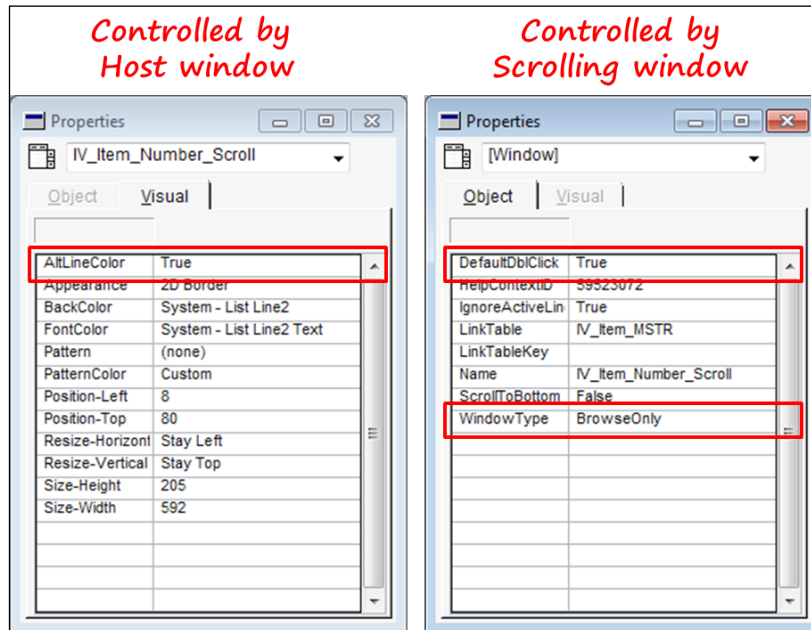 Controlled by
Host window
Controlled by
Scrolling window
Properties
IV_Item_Number_Scroll
Object Visual
AltLineColor True
Appearance 2D Border
BackColor System - List Line2
FontColor System - List Line2 Text
Pattern (none)
PatternColor Custom
Position-Left 8
Position-Top 80
Resize-Horizont Stay Left
Resize-Vertical Stay Top
Size-Height 205
Size-Width 592
Properties
[Window]
Object Visual
DefaultDblClick True
HelpContextID 59523072
IgnoreActiveLin True
LinkTable IV_Item_MSTR
LinkTableKey
Name IV_Item_Number_Scroll
ScrollToBottom False
WindowType BrowseOnly